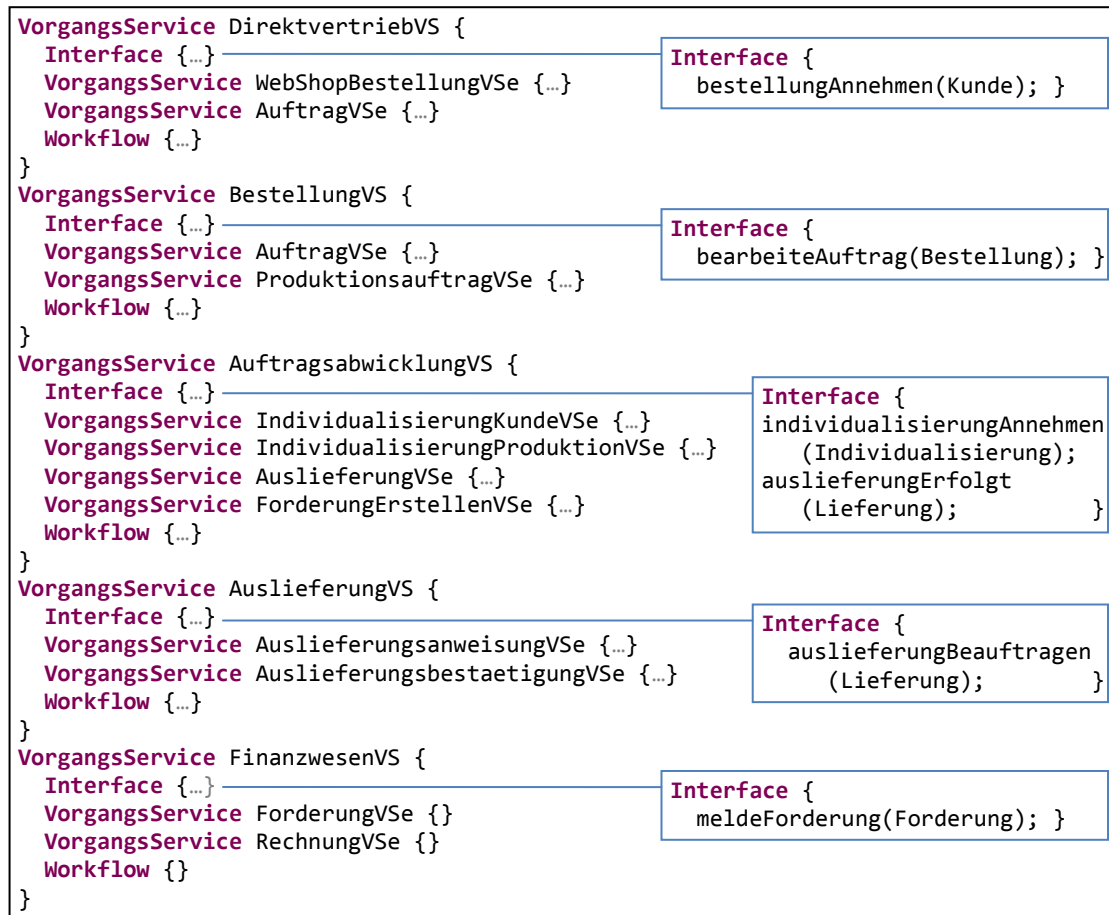 VorgangsService DirektvertriebVS {
  Interface {…}
  VorgangsService WebShopBestellungVSe {…}
  VorgangsService AuftragVSe {…}
  Workflow {…}
}
Interface {
  bestellungAnnehmen(Kunde); }
VorgangsService BestellungVS {
  Interface {…}
  VorgangsService AuftragVSe {…}
  VorgangsService ProduktionsauftragVSe {…}
  Workflow {…}
}
Interface {
  bearbeiteAuftrag(Bestellung); }
VorgangsService AuftragsabwicklungVS {
  Interface {…}
  VorgangsService IndividualisierungKundeVSe {…}
  VorgangsService IndividualisierungProduktionVSe {…}
  VorgangsService AuslieferungVSe {…}
  VorgangsService ForderungErstellenVSe {…}
  Workflow {…}
}
Interface {
individualisierungAnnehmen
   (Individualisierung);
auslieferungErfolgt
   (Lieferung); }
VorgangsService AuslieferungVS {
  Interface {…}
  VorgangsService AuslieferungsanweisungVSe {…}
  VorgangsService AuslieferungsbestaetigungVSe {…}
  Workflow {…}
}
Interface {
  auslieferungBeauftragen
     (Lieferung); }
VorgangsService FinanzwesenVS {
  Interface {…}
  VorgangsService ForderungVSe {}
  VorgangsService RechnungVSe {}
  Workflow {}
}
Interface {
  meldeForderung(Forderung); }